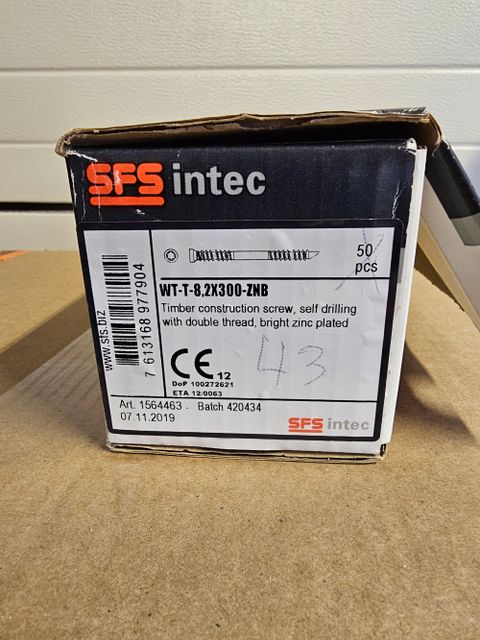 SFS intec
50
pcs
WT-T-8,2X300-ZNB
Timber construction screw, self drilling
with double thread, bright zinc plated
43
CE 12
DoP 100272621
ETA 12/0063
www.sfs.biz
7 613168 977904
Art. 1564463 . Batch 420434
07.11.2019
SFS intec